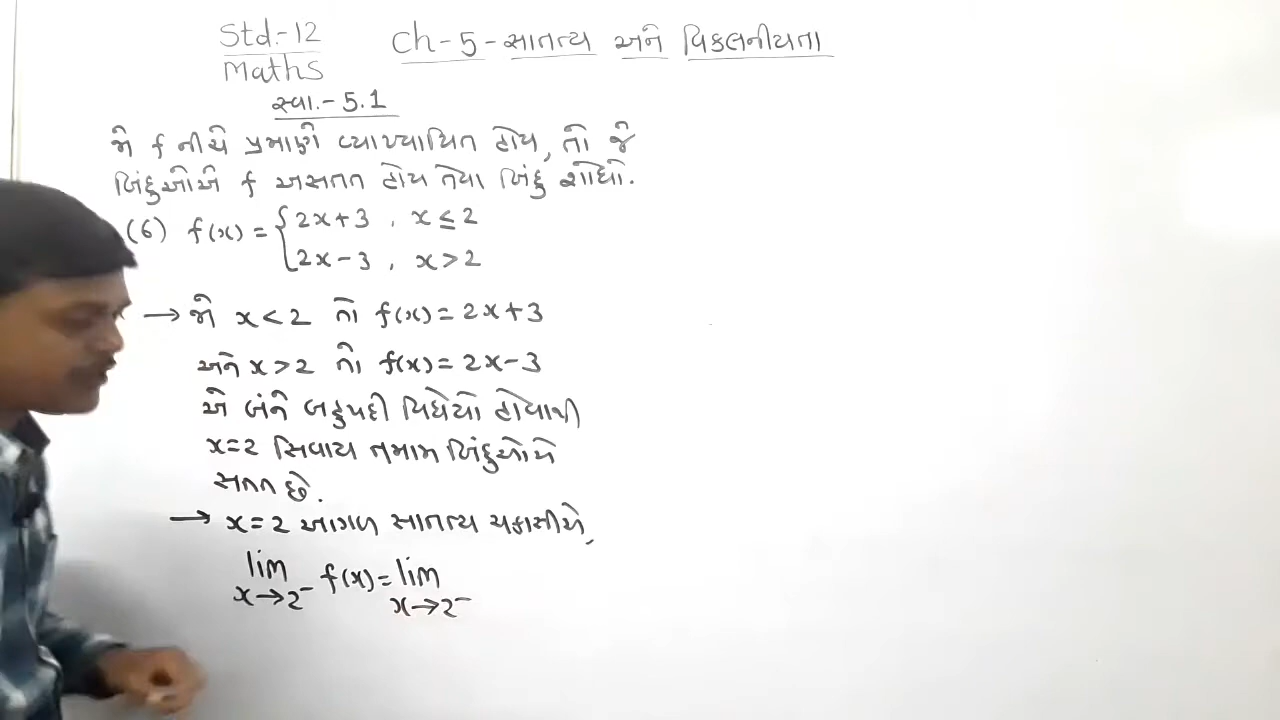 Std.-12 Ch-5-સાતત્ય અને વિકલનીયતા
Maths
સ્વા.-5.1
જો f નીચે પ્રમાણે વ્યાખ્યાયિત હોય, તો જે
બિંદુઓએ f અસતત હોય તેવા બિંદુ શોધો.
(6) f(x) = { 2x+3 , x ≤ 2
2x-3 , x > 2
→ જો x < 2 તો f(x) = 2x+3
અને x > 2 તો f(x) = 2x-3
એ બંને બહુપદી વિધેયો હોવાથી
x=2 સિવાય તમામ બિંદુઓએ
સતત છે.
→ x=2 આગળ સાતત્ય ચકાસીએ,
lim f(x) = lim
x→2⁻ x→2⁻